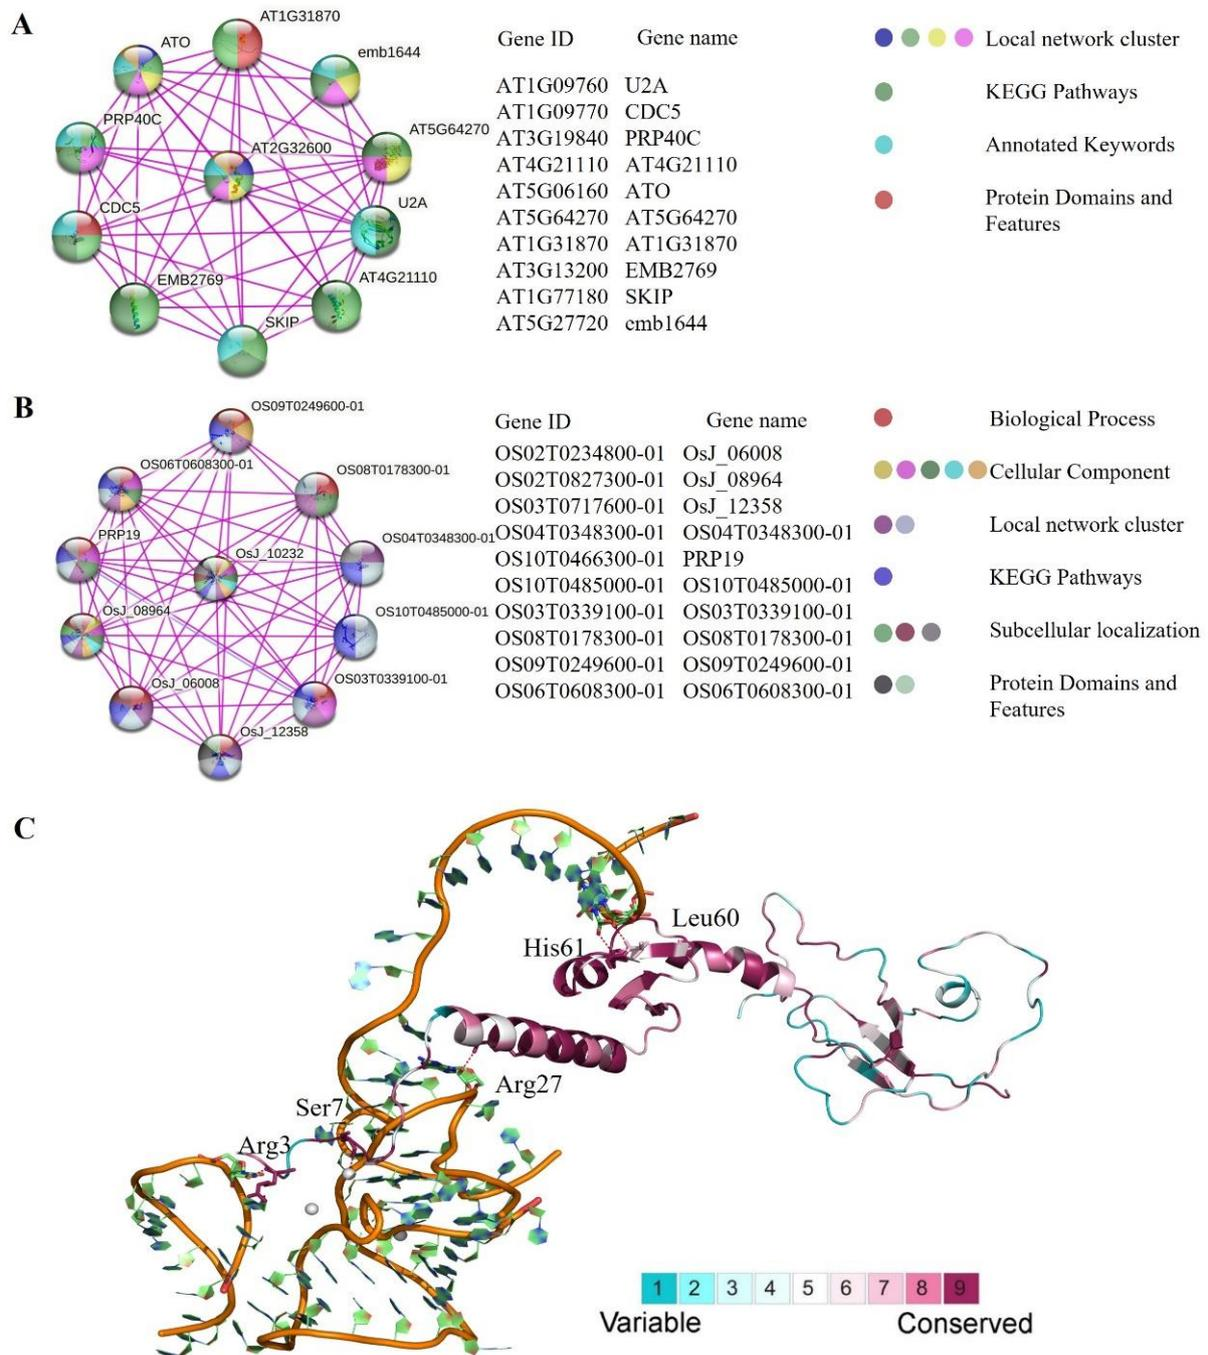 A
AT1G31870
ATO
emb1644
PRP40C
AT5G64270
AT2G32600
CDC5
U2A
EMB2769
AT4G21110
SKIP
Gene ID Gene name
AT1G09760 U2A
AT1G09770 CDC5
AT3G19840 PRP40C
AT4G21110 AT4G21110
AT5G06160 ATO
AT5G64270 AT5G64270
AT1G31870 AT1G31870
AT3G13200 EMB2769
AT1G77180 SKIP
AT5G27720 emb1644
Local network cluster
KEGG Pathways
Annotated Keywords
Protein Domains and
Features
B
OS09T0249600-01
OS06T0608300-01
OS08T0178300-01
PRP19
OsJ_10232
OS04T0348300-01
OsJ_08964
OS10T0485000-01
OsJ_06008
OS03T0339100-01
OsJ_12358
Gene ID Gene name
OS02T0234800-01 OsJ_06008
OS02T0827300-01 OsJ_08964
OS03T0717600-01 OsJ_12358
OS04T0348300-01 OS04T0348300-01
OS10T0466300-01 PRP19
OS10T0485000-01 OS10T0485000-01
OS03T0339100-01 OS03T0339100-01
OS08T0178300-01 OS08T0178300-01
OS09T0249600-01 OS09T0249600-01
OS06T0608300-01 OS06T0608300-01
Biological Process
Cellular Component
Local network cluster
KEGG Pathways
Subcellular localization
Protein Domains and
Features
C
Leu60
His61
Arg27
Ser7
Arg3
1 2 3 4 5 6 7 8 9
Variable Conserved